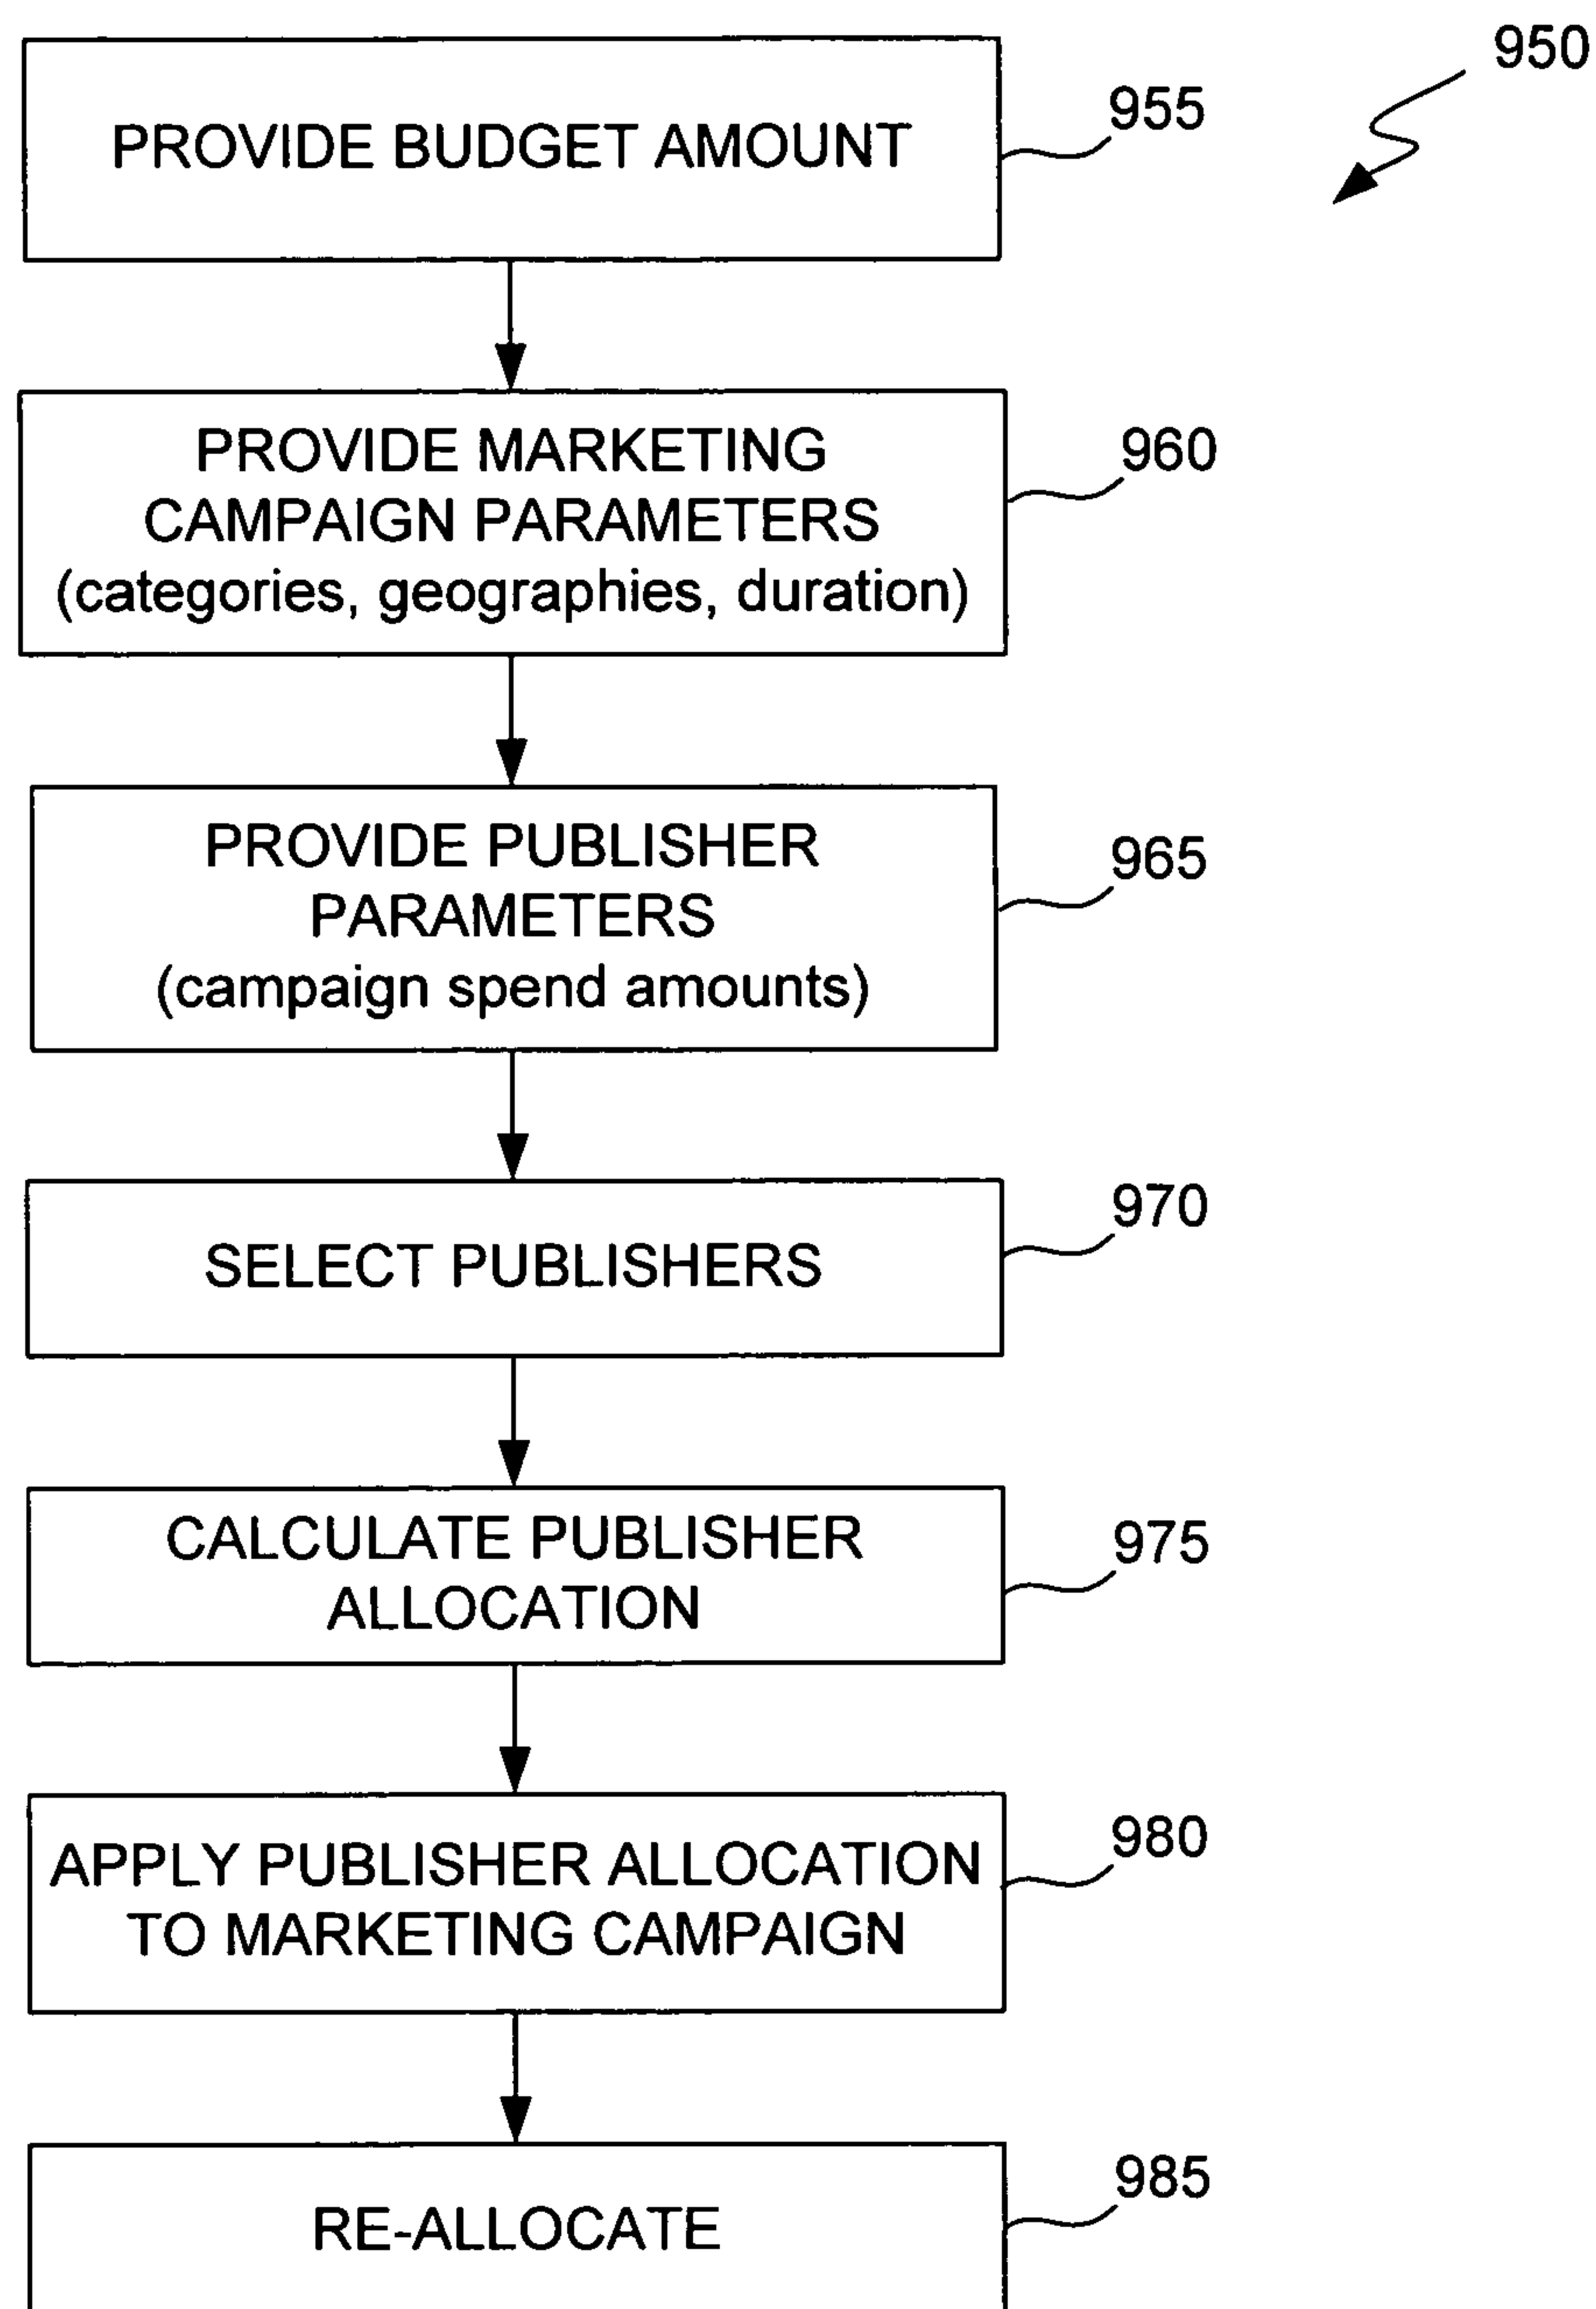 950
PROVIDE BUDGET AMOUNT
955
PROVIDE MARKETING
CAMPAIGN PARAMETERS
(categories, geographies, duration)
960
PROVIDE PUBLISHER
PARAMETERS
(campaign spend amounts)
965
SELECT PUBLISHERS
970
CALCULATE PUBLISHER
ALLOCATION
975
APPLY PUBLISHER ALLOCATION
TO MARKETING CAMPAIGN
980
RE-ALLOCATE
985